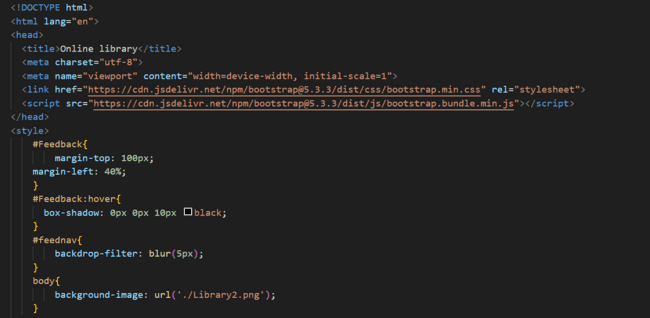 <!DOCTYPE html>
<html lang="en">
<head>
  <title>Online library</title>
  <meta charset="utf-8">
  <meta name="viewport" content="width=device-width, initial-scale=1">
  <link href="https://cdn.jsdelivr.net/npm/bootstrap@5.3.3/dist/css/bootstrap.min.css" rel="stylesheet">
  <script src="https://cdn.jsdelivr.net/npm/bootstrap@5.3.3/dist/js/bootstrap.bundle.min.js"></script>
</head>
<style>
    #Feedback{
        margin-top: 100px;
    margin-left: 40%;
    }
    #Feedback:hover{
      box-shadow: 0px 0px 10px black;
    }
    #feednav{
        backdrop-filter: blur(5px);
    }
    body{
        background-image: url('./Library2.png');
    }